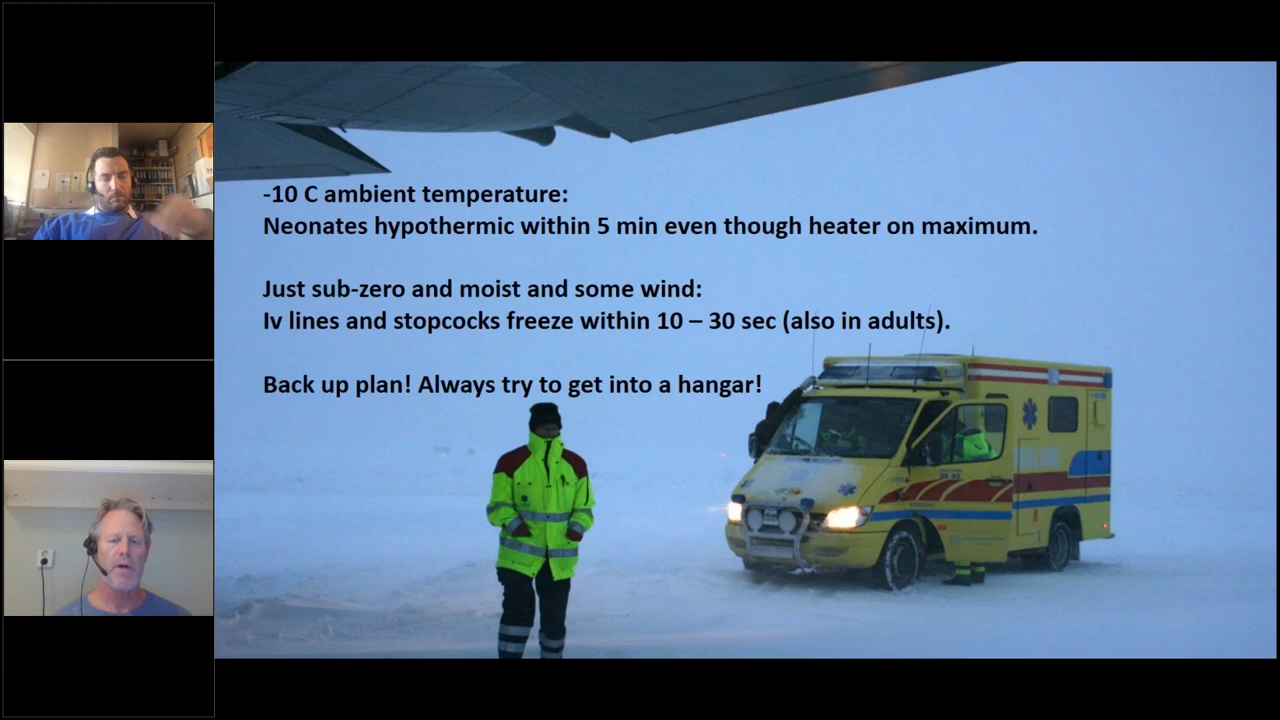 -10 C ambient temperature:
Neonates hypothermic within 5 min even though heater on maximum.
Just sub-zero and moist and some wind:
Iv lines and stopcocks freeze within 10 – 30 sec (also in adults).
Back up plan! Always try to get into a hangar!